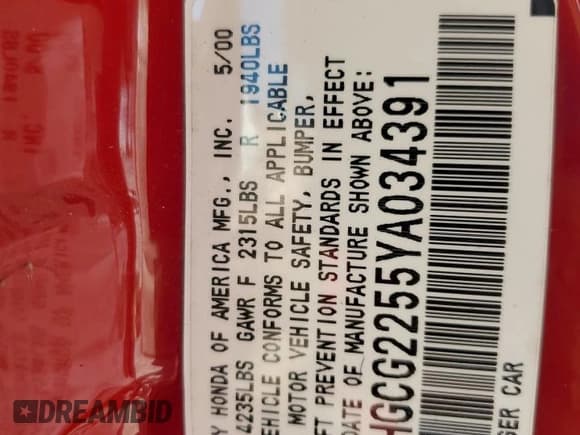 Y HONDA OF AMERICA MFG., INC. 5/00
4235LBS GAWR F 2315LBS R 1940LBS
EHICLE CONFORMS TO ALL APPLICABLE
MOTOR VEHICLE SAFETY, BUMPER,
FT PREVENTION STANDARDS IN EFFECT
DATE OF MANUFACTURE SHOWN ABOVE:
HGCG2255YA034391
GER CAR
DREAMBID